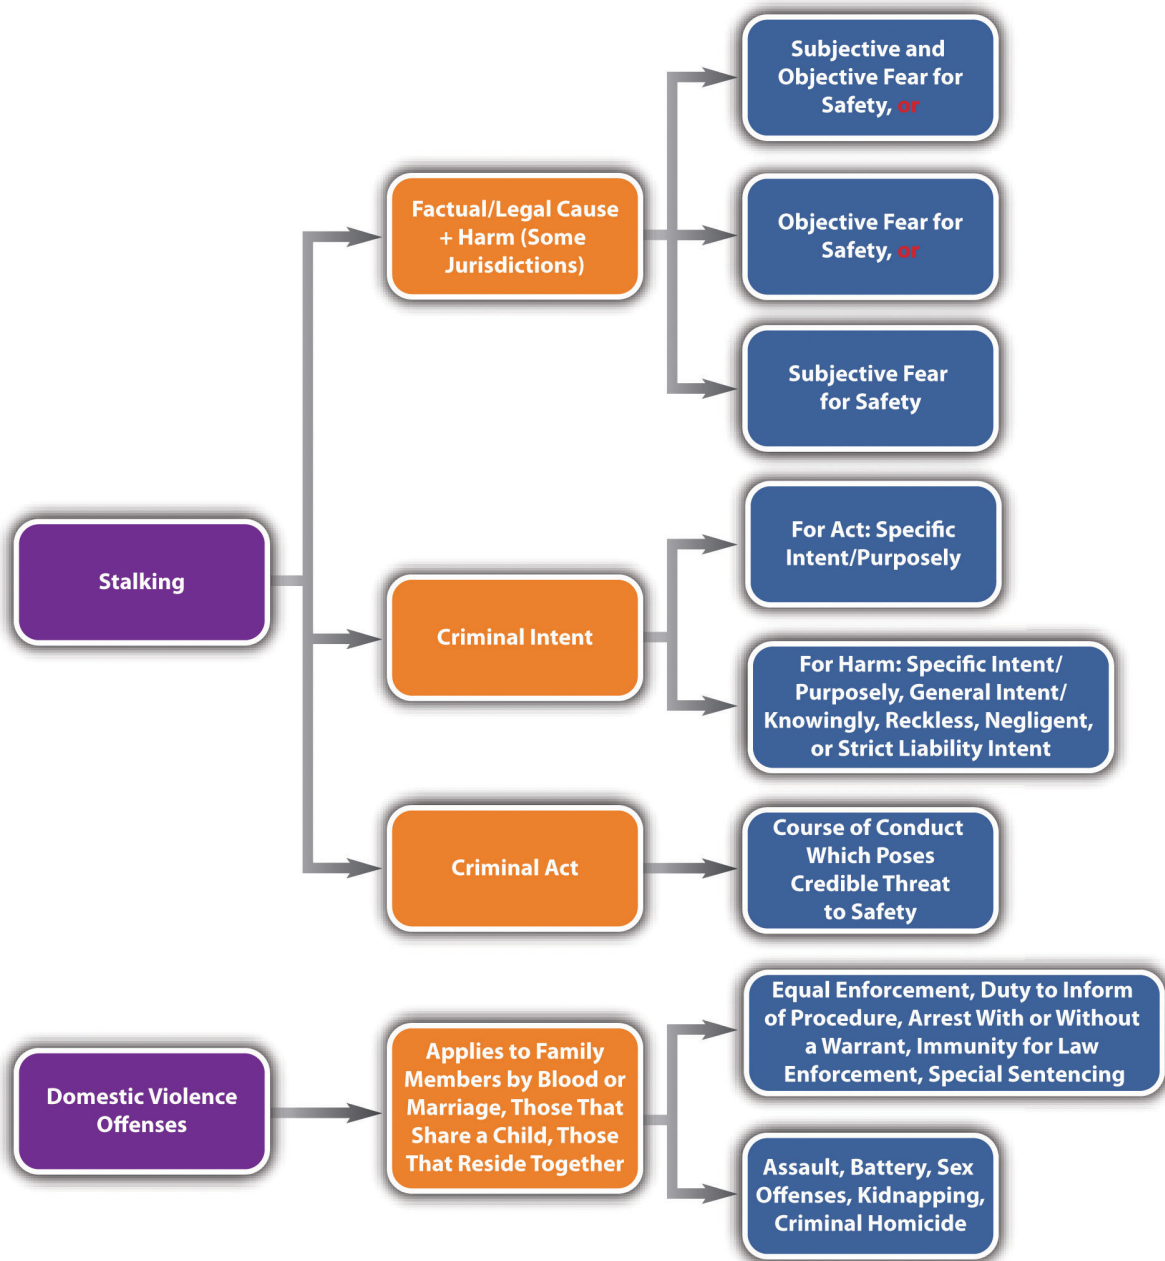 Stalking
Factual/Legal Cause
+ Harm (Some
Jurisdictions)
Subjective and
Objective Fear for
Safety, or
Objective Fear for
Safety, or
Subjective Fear
for Safety
Criminal Intent
For Act: Specific
Intent/Purposely
For Harm: Specific Intent/
Purposely, General Intent/
Knowingly, Reckless, Negligent,
or Strict Liability Intent
Criminal Act
Course of Conduct
Which Poses
Credible Threat
to Safety
Domestic Violence
Offenses
Applies to Family
Members by Blood or
Marriage, Those That
Share a Child, Those
That Reside Together
Equal Enforcement, Duty to Inform
of Procedure, Arrest With or Without
a Warrant, Immunity for Law
Enforcement, Special Sentencing
Assault, Battery, Sex
Offenses, Kidnapping,
Criminal Homicide